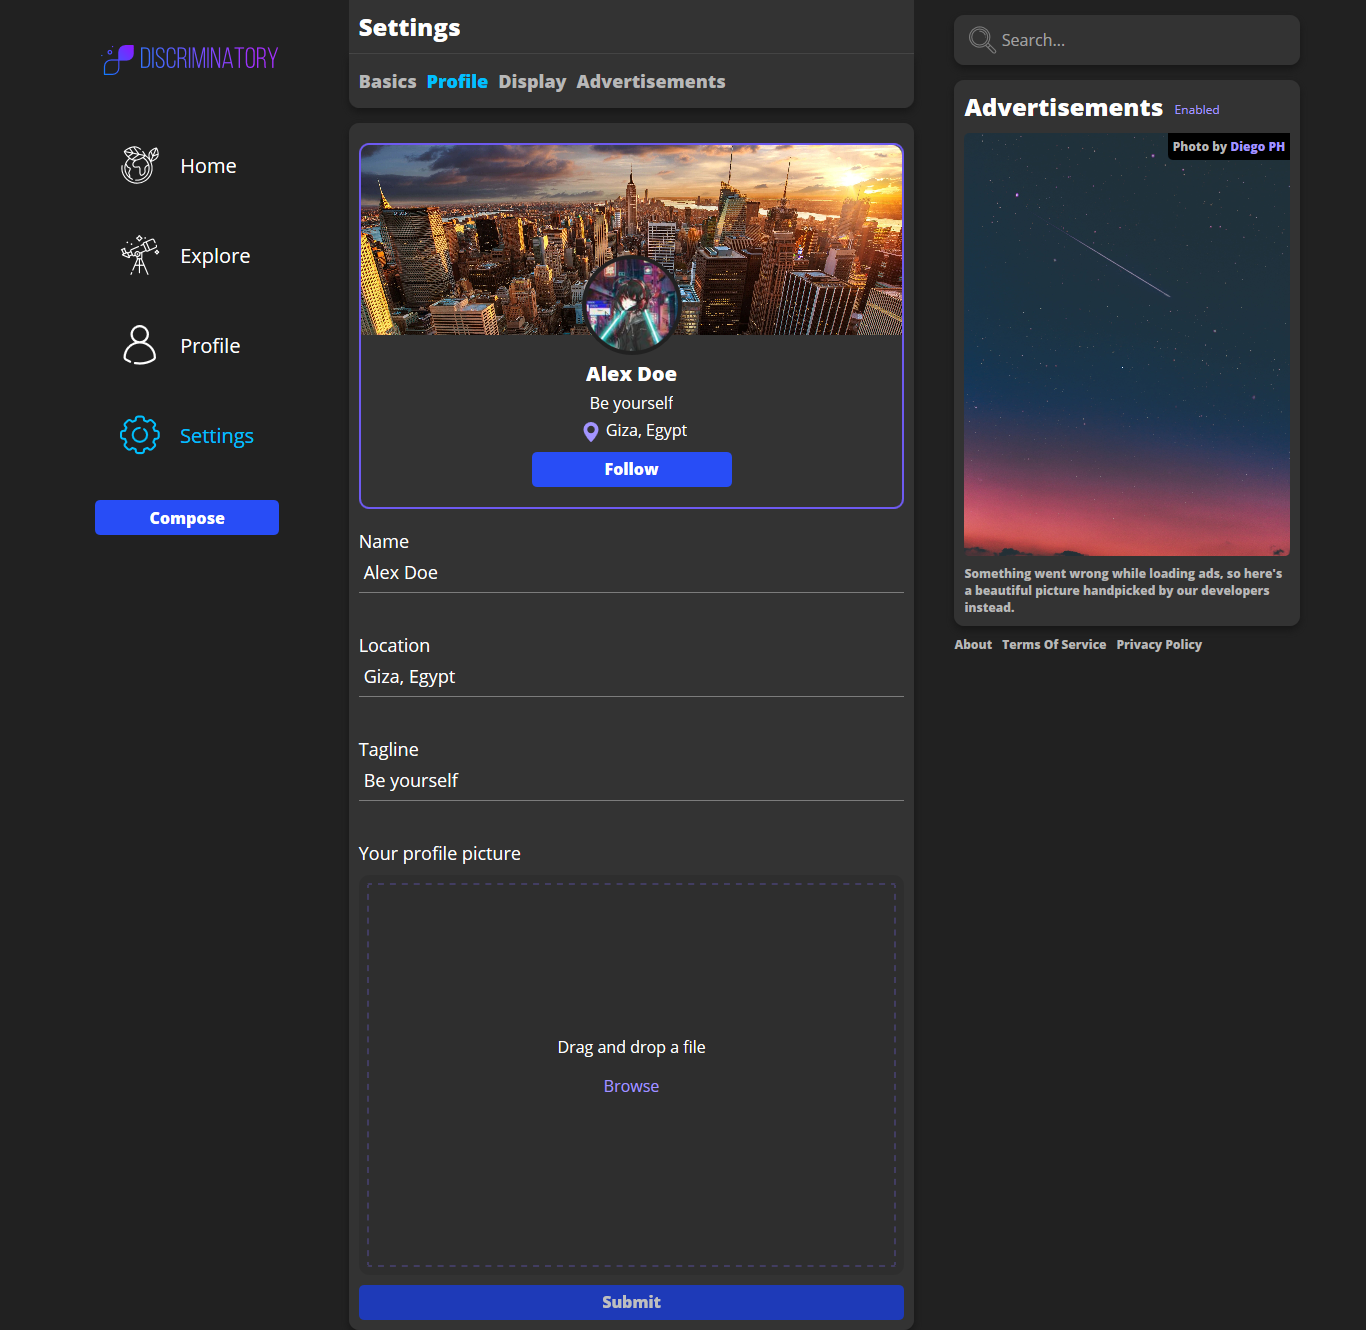 DISCRIMINATORY
Home
Explore
Profile
Settings
Compose
Settings
Basics Profile Display Advertisements
Alex Doe
Be yourself
Giza, Egypt
Follow
Name
Alex Doe
Location
Giza, Egypt
Tagline
Be yourself
Your profile picture
Drag and drop a file
Browse
Submit
Search...
Advertisements Enabled
Photo by Diego PH
Something went wrong while loading ads, so here's
a beautiful picture handpicked by our developers
instead.
About Terms Of Service Privacy Policy